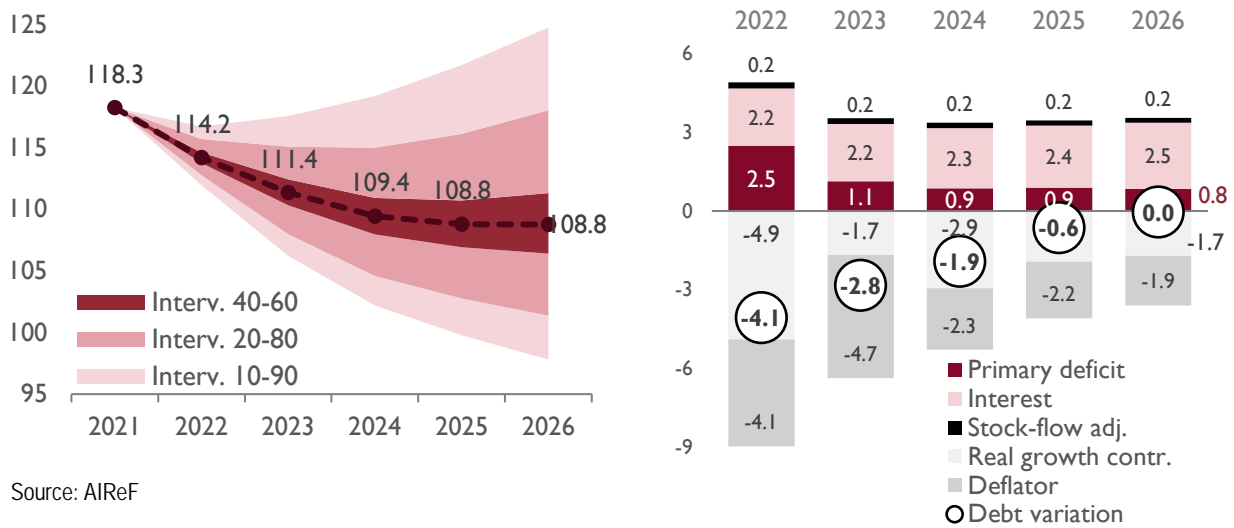 125
120
115
110
105
100
95
118.3
114.2
111.4
109.4
108.8
108.8
Interv. 40-60
Interv. 20-80
Interv. 10-90
2021 2022 2023 2024 2025 2026
Source: AIReF
2022 2023 2024 2025 2026
6
3
0
-3
-6
-9
0.2 0.2 0.2 0.2 0.2
2.2 2.2 2.3 2.4 2.5
2.5 1.1 0.9 0.9 0.8
-4.9 -1.7 -2.9 -0.6 0.0 -1.7
-4.1 -2.8 -1.9 -2.2 -1.9
-4.1 -4.7 -2.3
Primary deficit
Interest
Stock-flow adj.
Real growth contr.
Deflator
Debt variation